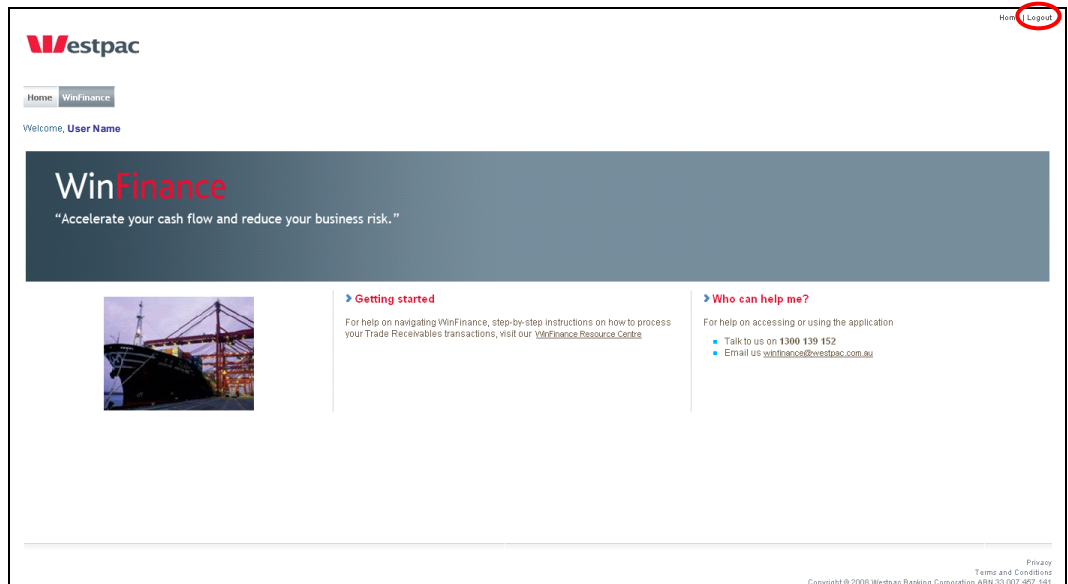 Home | Logout
Westpac
Home WinFinance
Welcome, User Name
WinFinance
“Accelerate your cash flow and reduce your business risk.”
Getting started
For help on navigating WinFinance, step-by-step instructions on how to process
your Trade Receivables transactions, visit our WinFinance Resource Centre
Who can help me?
For help on accessing or using the application
Talk to us on 1300 139 152
Email us winfinance@westpac.com.au
Privacy
Terms and Conditions
Copyright © 2008 Westpac Banking Corporation ABN 33 007 457 141